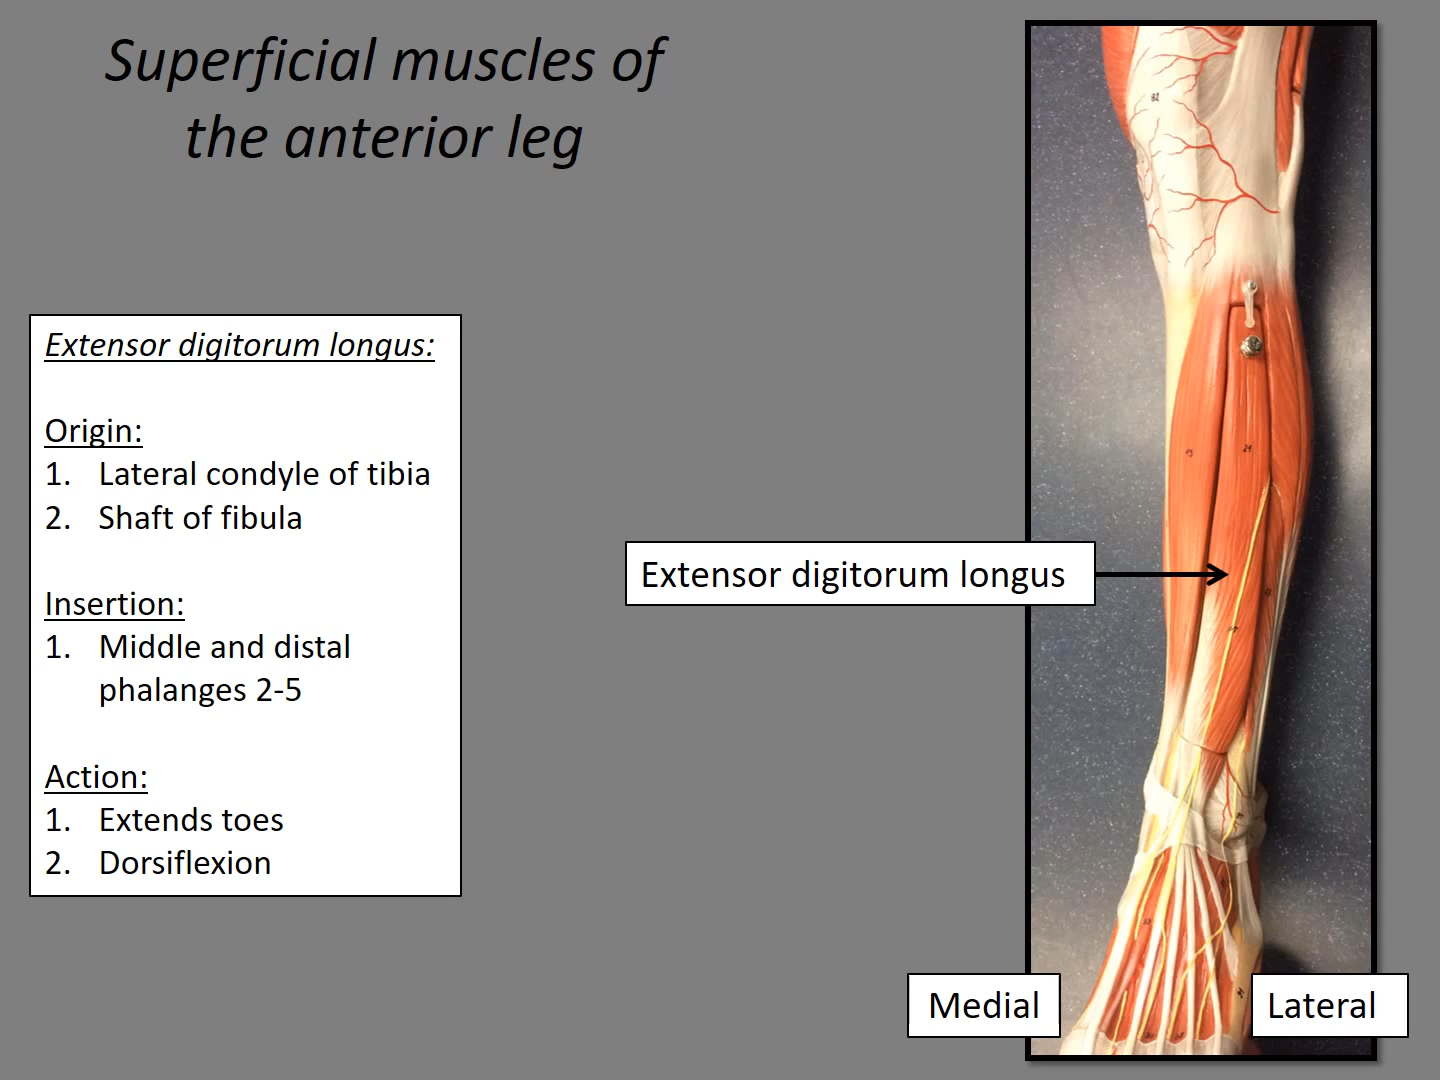 Superficial muscles of
the anterior leg
Extensor digitorum longus:
Origin:
1. Lateral condyle of tibia
2. Shaft of fibula
Insertion:
1. Middle and distal
phalanges 2-5
Action:
1. Extends toes
2. Dorsiflexion
Extensor digitorum longus
Medial
Lateral